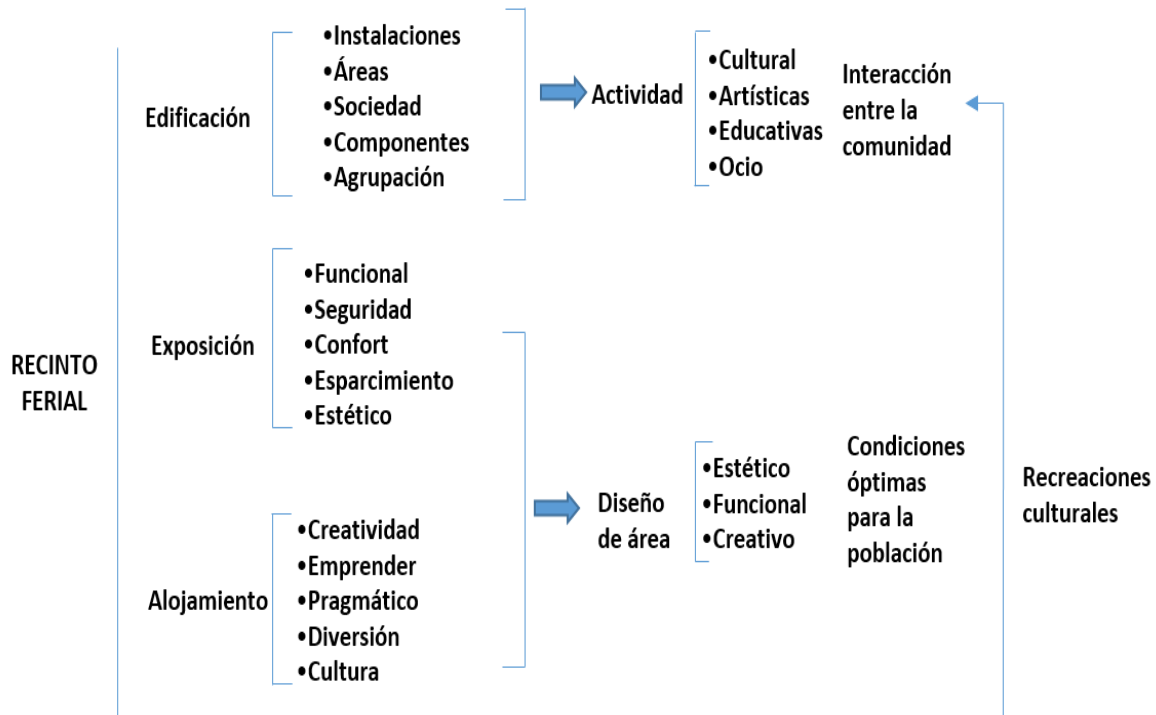 RECINTO
FERIAL
Edificación
•Instalaciones
•Áreas
•Sociedad
•Componentes
•Agrupación
Actividad
•Cultural
•Artísticas
•Educativas
•Ocio
Interacción
entre la
comunidad
Exposición
•Funcional
•Seguridad
•Confort
•Esparcimiento
•Estético
Alojamiento
•Creatividad
•Emprender
•Pragmático
•Diversión
•Cultura
Diseño
de área
•Estético
•Funcional
•Creativo
Condiciones
óptimas
para la
población
Recreaciones
culturales